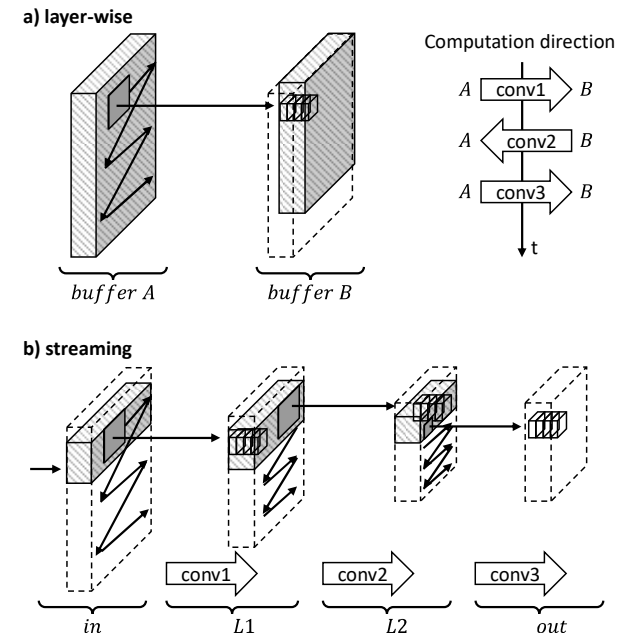 a) layer-wise
Computation direction
A conv1 B
A conv2 B
A conv3 B
t
buffer A
buffer B
b) streaming
conv1
conv2
conv3
in
L1
L2
out